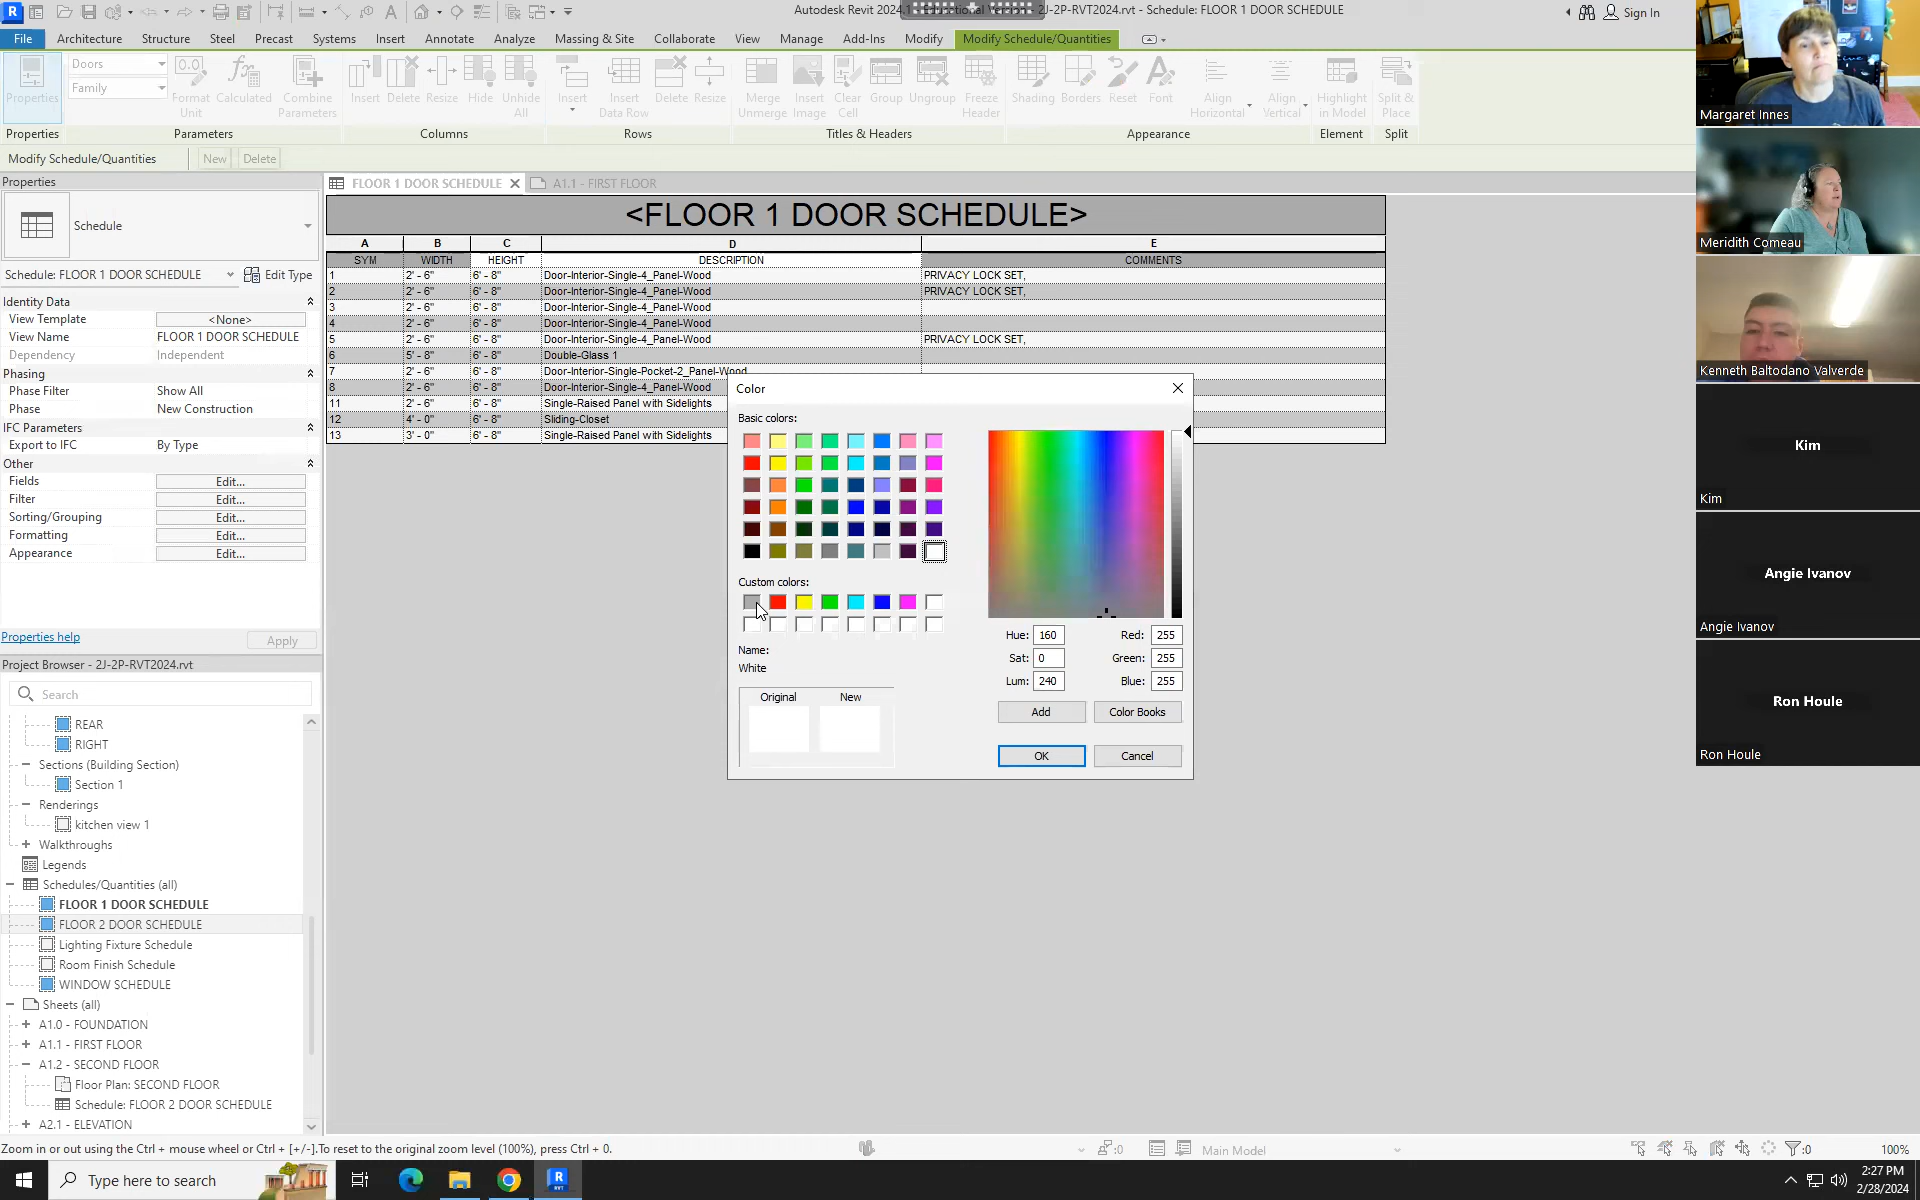 Autodesk Revit 2024.1 - Educational Version - 2J-2P-RVT2024.rvt - Schedule: FLOOR 1 DOOR SCHEDULE
Sign In
File Architecture Structure Steel Precast Systems Insert Annotate Analyze Massing & Site Collaborate View Manage Add-Ins Modify Modify Schedule/Quantities
Doors
Family
Properties
Format Unit
Calculated
Combine Parameters
Insert Delete Resize Hide Unhide All
Insert
Insert Data Row
Delete Resize
Merge Unmerge
Insert Image
Clear Cell
Group Ungroup
Freeze Header
Shading Borders Reset Font
Align Horizontal
Align Vertical
Highlight in Model
Split & Place
Properties Parameters Columns Rows Titles & Headers Appearance Element Split
Modify Schedule/Quantities New Delete
Properties
Schedule
Schedule: FLOOR 1 DOOR SCHEDULE Edit Type
Identity Data
View Template <None>
View Name FLOOR 1 DOOR SCHEDULE
Dependency Independent
Phasing
Phase Filter Show All
Phase New Construction
IFC Parameters
Export to IFC By Type
Other
Fields Edit...
Filter Edit...
Sorting/Grouping Edit...
Formatting Edit...
Appearance Edit...
Properties help Apply
Project Browser - 2J-2P-RVT2024.rvt
Search
REAR
RIGHT
Sections (Building Section)
Section 1
Renderings
kitchen view 1
Walkthroughs
Legends
Schedules/Quantities (all)
FLOOR 1 DOOR SCHEDULE
FLOOR 2 DOOR SCHEDULE
Lighting Fixture Schedule
Room Finish Schedule
WINDOW SCHEDULE
Sheets (all)
A1.0 - FOUNDATION
A1.1 - FIRST FLOOR
A1.2 - SECOND FLOOR
Floor Plan: SECOND FLOOR
Schedule: FLOOR 2 DOOR SCHEDULE
A2.1 - ELEVATION
FLOOR 1 DOOR SCHEDULE A1.1 - FIRST FLOOR
<FLOOR 1 DOOR SCHEDULE>
A B C D E
SYM WIDTH HEIGHT DESCRIPTION COMMENTS
1 2' - 6" 6' - 8" Door-Interior-Single-4_Panel-Wood PRIVACY LOCK SET,
2 2' - 6" 6' - 8" Door-Interior-Single-4_Panel-Wood PRIVACY LOCK SET,
3 2' - 6" 6' - 8" Door-Interior-Single-4_Panel-Wood
4 2' - 6" 6' - 8" Door-Interior-Single-4_Panel-Wood
5 2' - 6" 6' - 8" Door-Interior-Single-4_Panel-Wood PRIVACY LOCK SET,
6 5' - 8" 6' - 8" Double-Glass 1
7 2' - 6" 6' - 8" Door-Interior-Single-Pocket-2_Panel-Wood
8 2' - 6" 6' - 8" Door-Interior-Single-4_Panel-Wood
11 2' - 6" 6' - 8" Single-Raised Panel with Sidelights
12 4' - 0" 6' - 8" Sliding-Closet
13 3' - 0" 6' - 8" Single-Raised Panel with Sidelights
Color
Basic colors:
Custom colors:
Name:
White
Original New
Hue: 160 Red: 255
Sat: 0 Green: 255
Lum: 240 Blue: 255
Add Color Books
OK Cancel
Margaret Innes
Meridith Comeau
Kenneth Baltodano Valverde
Kim
Kim
Angie Ivanov
Angie Ivanov
Ron Houle
Ron Houle
Zoom in or out using the Ctrl + mouse wheel or Ctrl + [+/-].To reset to the original zoom level (100%), press Ctrl + 0.
:0 Main Model :0 100%
Type here to search
2:27 PM
2/28/2024